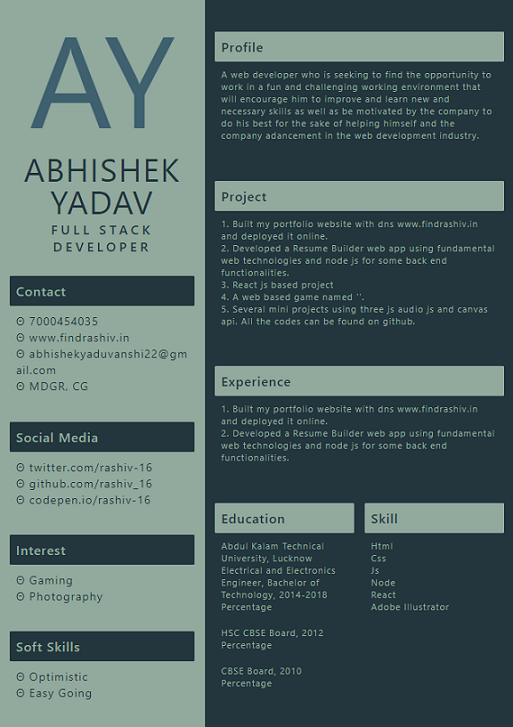 AY
ABHISHEK
YADAV
FULL STACK
DEVELOPER
Contact
7000454035
www.findrashiv.in
abhishekyaduvanshi22@gm
ail.com
MDGR, CG
Social Media
twitter.com/rashiv-16
github.com/rashiv_16
codepen.io/rashiv-16
Interest
Gaming
Photography
Soft Skills
Optimistic
Easy Going
Profile
A web developer who is seeking to find the opportunity to
work in a fun and challenging working environment that
will encourage him to improve and learn new and
necessary skills as well as be motivated by the company to
do his best for the sake of helping himself and the
company adancement in the web development industry.
Project
1. Built my portfolio website with dns www.findrashiv.in
and deployed it online.
2. Developed a Resume Builder web app using fundamental
web technologies and node js for some back end
functionalities.
3. React js based project
4. A web based game named ''.
5. Several mini projects using three js audio js and canvas
api. All the codes can be found on github.
Experience
1. Built my portfolio website with dns www.findrashiv.in
and deployed it online.
2. Developed a Resume Builder web app using fundamental
web technologies and node js for some back end
functionalities.
Education
Abdul Kalam Technical
University, Lucknow
Electrical and Electronics
Engineer, Bachelor of
Technology, 2014-2018
Percentage
HSC CBSE Board, 2012
Percentage
CBSE Board, 2010
Percentage
Skill
Html
Css
Js
Node
React
Adobe Illustrator